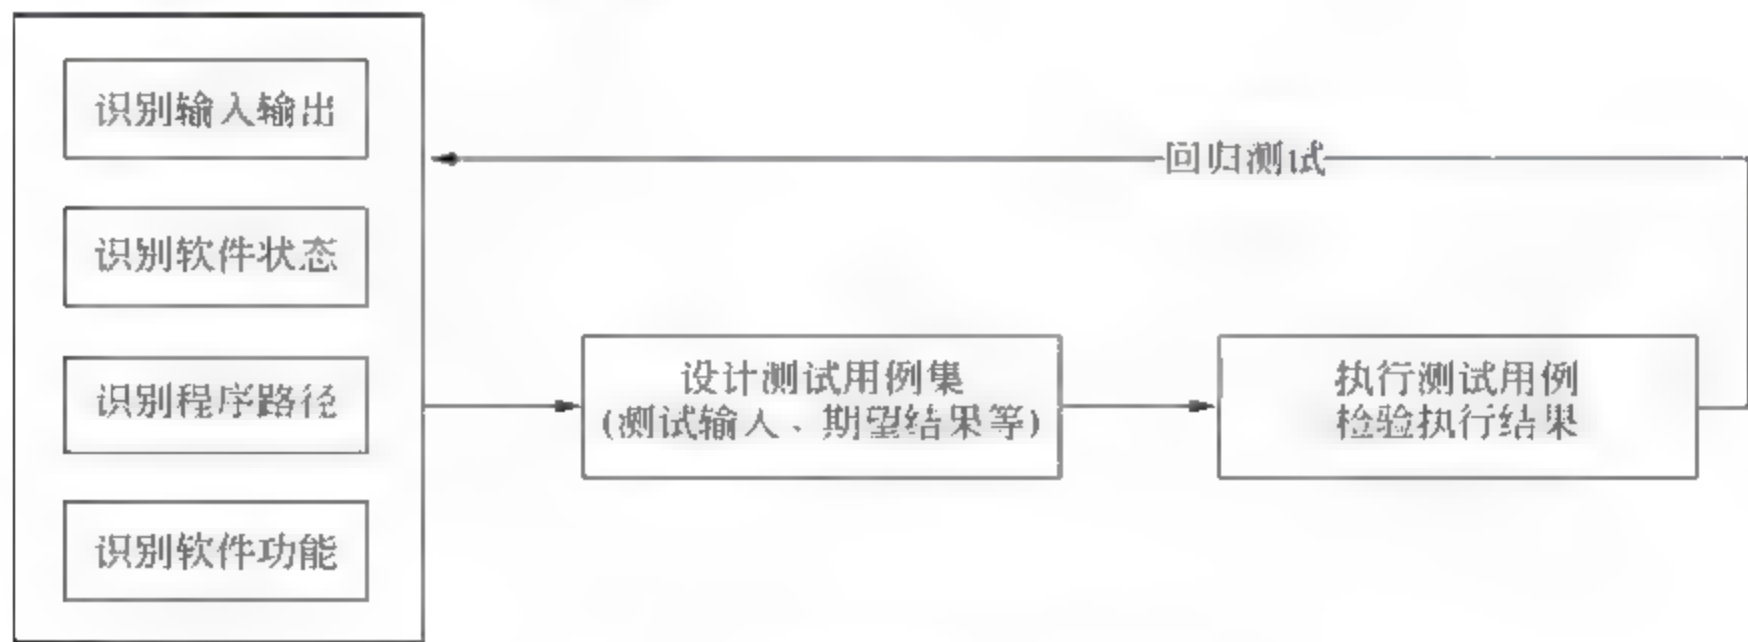 识别输入输出
识别软件状态
识别程序路径
识别软件功能
回归测试
设计测试用例集
(测试输入、期望结果等)
执行测试用例
检验执行结果